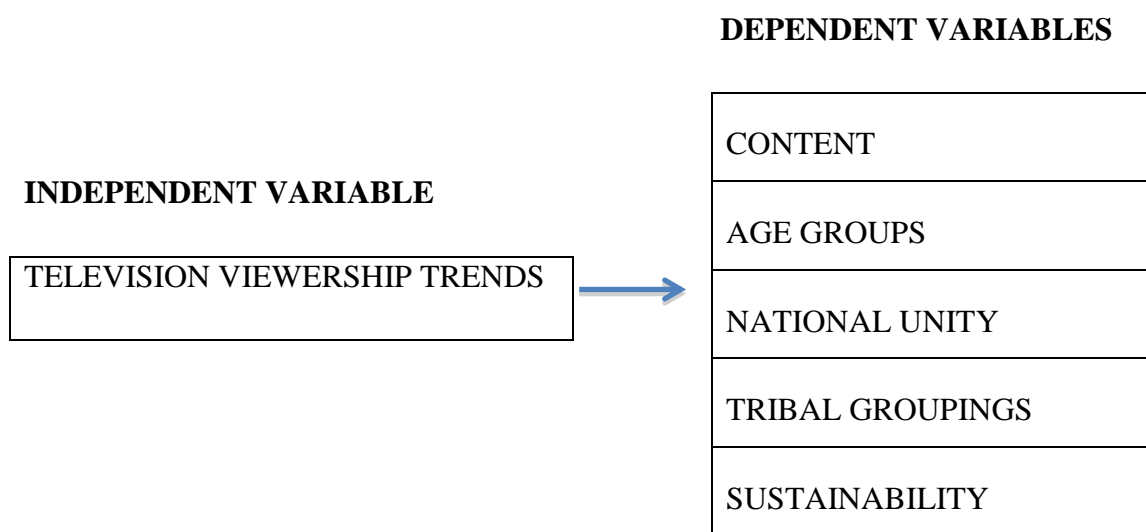 DEPENDENT VARIABLES
CONTENT
INDEPENDENT VARIABLE
AGE GROUPS
TELEVISION VIEWERSHIP TRENDS
NATIONAL UNITY
TRIBAL GROUPINGS
SUSTAINABILITY